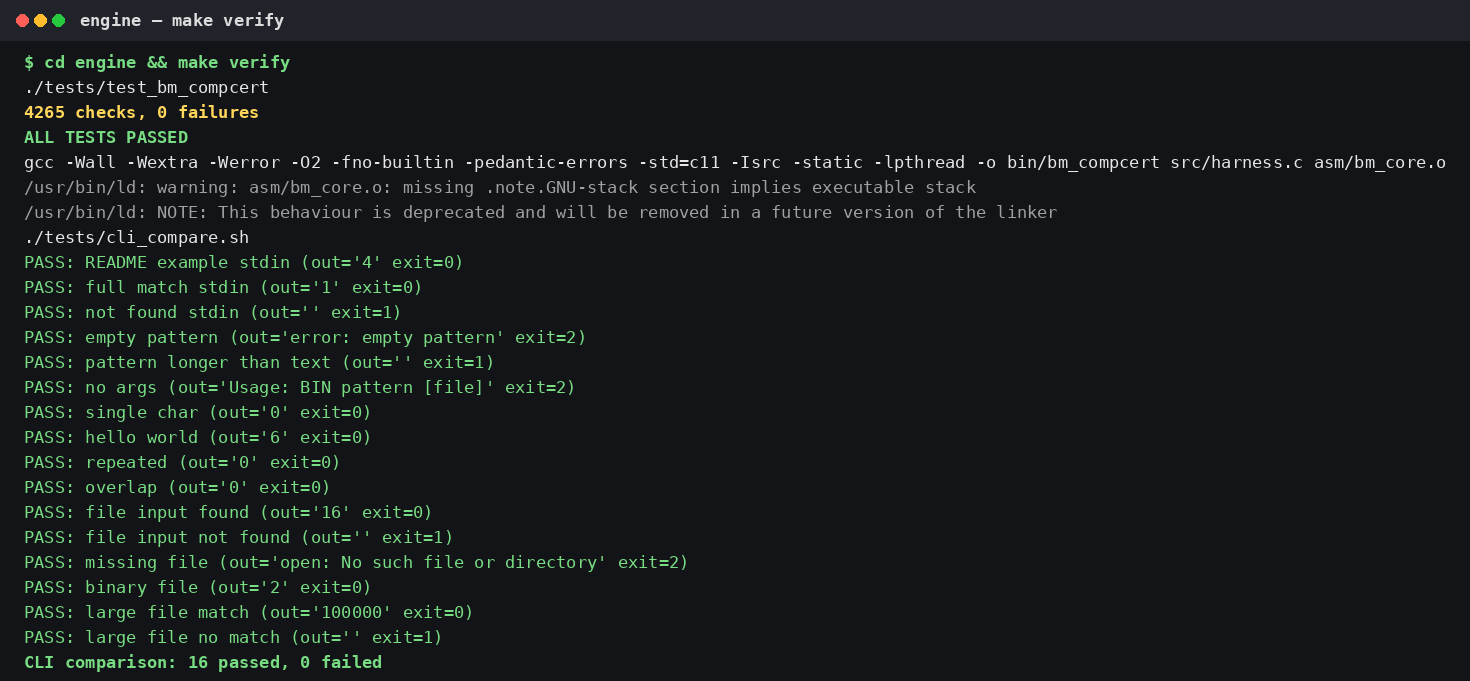 engine — make verify
$ cd engine && make verify
./tests/test_bm_compcert
4265 checks, 0 failures
ALL TESTS PASSED
gcc -Wall -Wextra -Werror -O2 -fno-builtin -pedantic-errors -std=c11 -Isrc -static -lpthread -o bin/bm_compcert src/harness.c asm/bm_core.o
/usr/bin/ld: warning: asm/bm_core.o: missing .note.GNU-stack section implies executable stack
/usr/bin/ld: NOTE: This behaviour is deprecated and will be removed in a future version of the linker
./tests/cli_compare.sh
PASS: README example stdin (out='4' exit=0)
PASS: full match stdin (out='1' exit=0)
PASS: not found stdin (out='' exit=1)
PASS: empty pattern (out='error: empty pattern' exit=2)
PASS: pattern longer than text (out='' exit=1)
PASS: no args (out='Usage: BIN pattern [file]' exit=2)
PASS: single char (out='0' exit=0)
PASS: hello world (out='6' exit=0)
PASS: repeated (out='0' exit=0)
PASS: overlap (out='0' exit=0)
PASS: file input found (out='16' exit=0)
PASS: file input not found (out='' exit=1)
PASS: missing file (out='open: No such file or directory' exit=2)
PASS: binary file (out='2' exit=0)
PASS: large file match (out='100000' exit=0)
PASS: large file no match (out='' exit=1)
CLI comparison: 16 passed, 0 failed